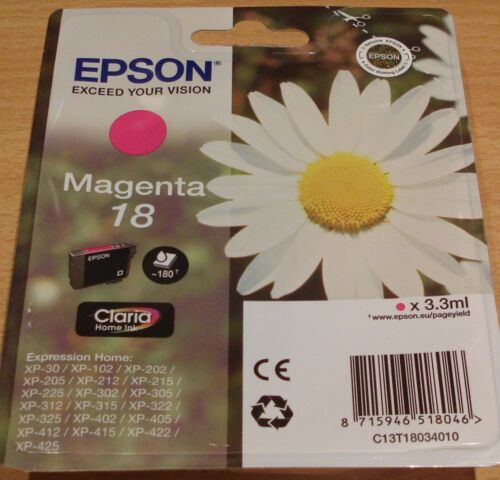 EPSON®
EXCEED YOUR VISION
EPSON
Magenta
18
EPSON
~180†
Claria
Home Ink
x 3.3ml
†www.epson.eu/pageyield
Expression Home:
XP-30 / XP-102 / XP-202 /
XP-205 / XP-212 / XP-215 /
XP-225 / XP-302 / XP-305 /
XP-312 / XP-315 / XP-322 /
XP-325 / XP-402 / XP-405 /
XP-412 / XP-415 / XP-422 /
XP-425
CE
8 715946 518046 >
C13T18034010